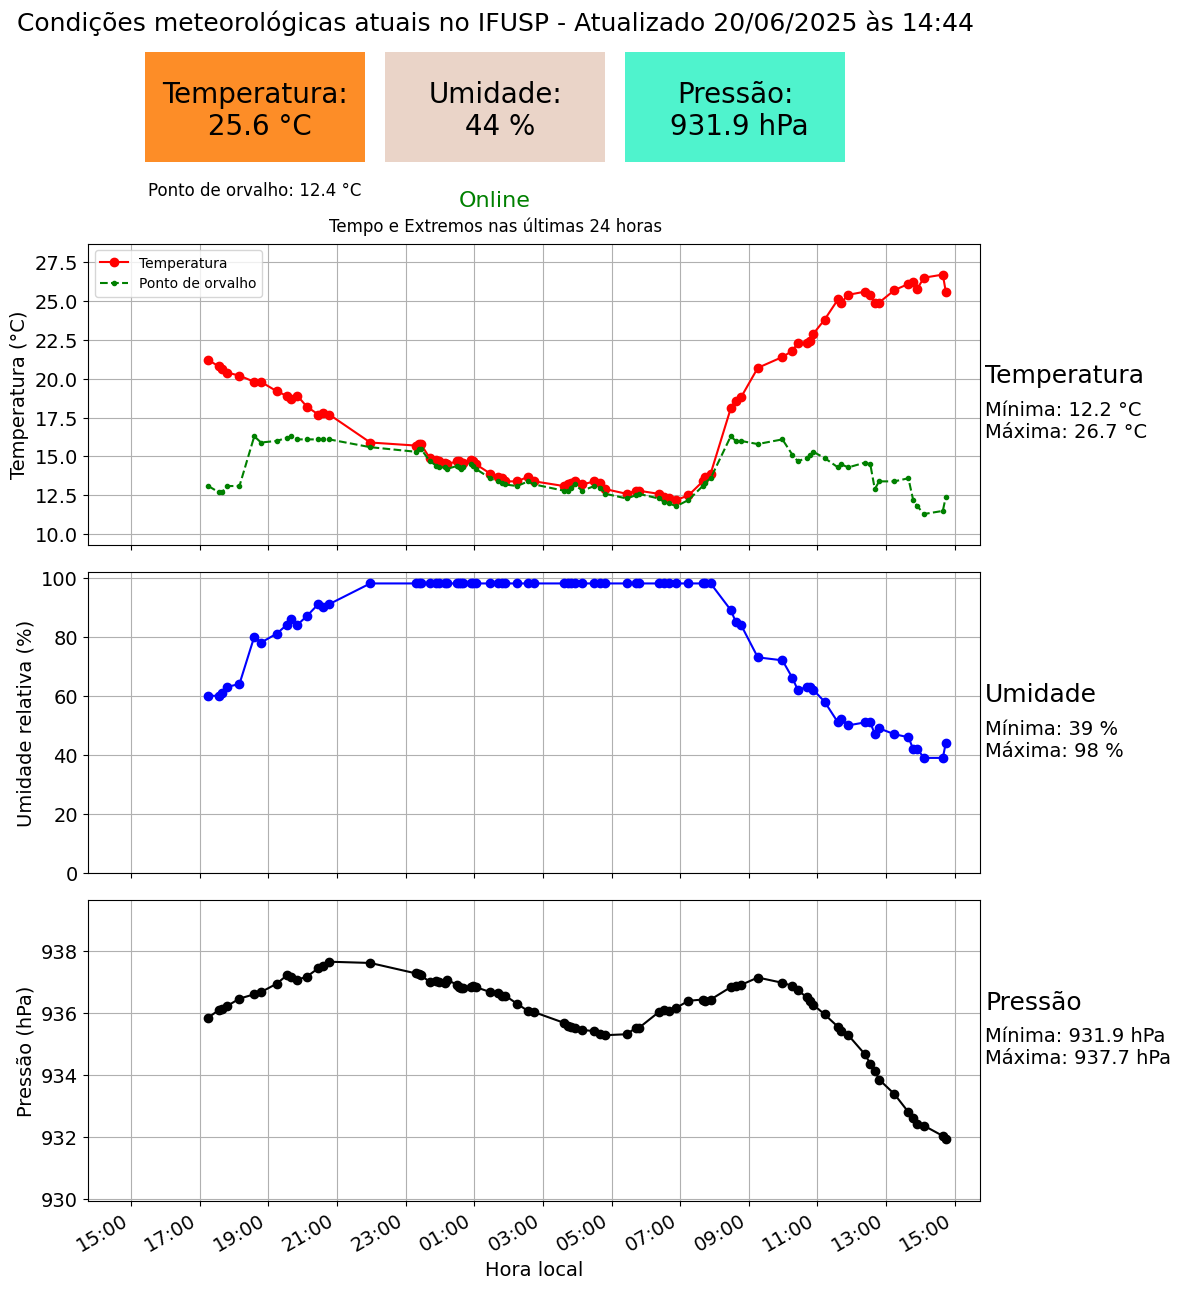 Condições meteorológicas atuais no IFUSP - Atualizado 20/06/2025 às 14:44
Temperatura:
25.6 °C
Umidade:
44 %
Pressão:
931.9 hPa
Ponto de orvalho: 12.4 °C
Online
Tempo e Extremos nas últimas 24 horas
Temperatura
Ponto de orvalho
Temperatura (°C)
27.5
25.0
22.5
20.0
17.5
15.0
12.5
10.0
Temperatura
Mínima: 12.2 °C
Máxima: 26.7 °C
Umidade relativa (%)
100
80
60
40
20
0
Umidade
Mínima: 39 %
Máxima: 98 %
Pressão (hPa)
938
936
934
932
930
Pressão
Mínima: 931.9 hPa
Máxima: 937.7 hPa
15:00 17:00 19:00 21:00 23:00 01:00 03:00 05:00 07:00 09:00 11:00 13:00 15:00
Hora local